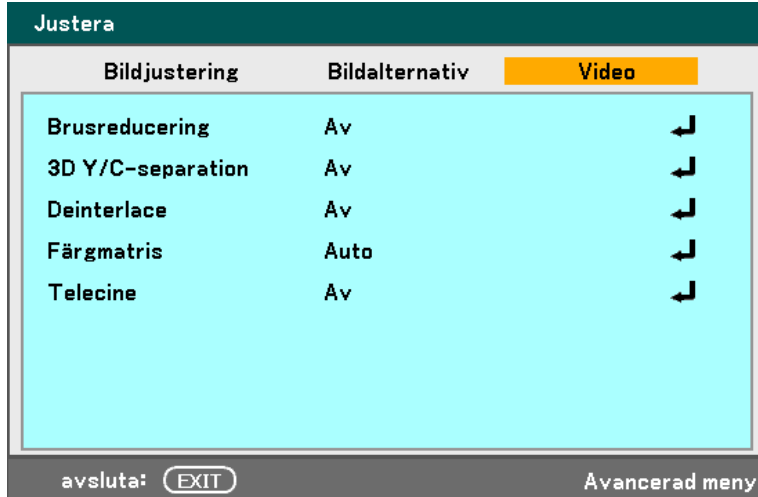 Justera
Bildjustering Bildalternativ Video
Brusreducering Av
3D Y/C-separation Av
Deinterlace Av
Färgmatris Auto
Telecine Av
avsluta: EXIT Avancerad meny